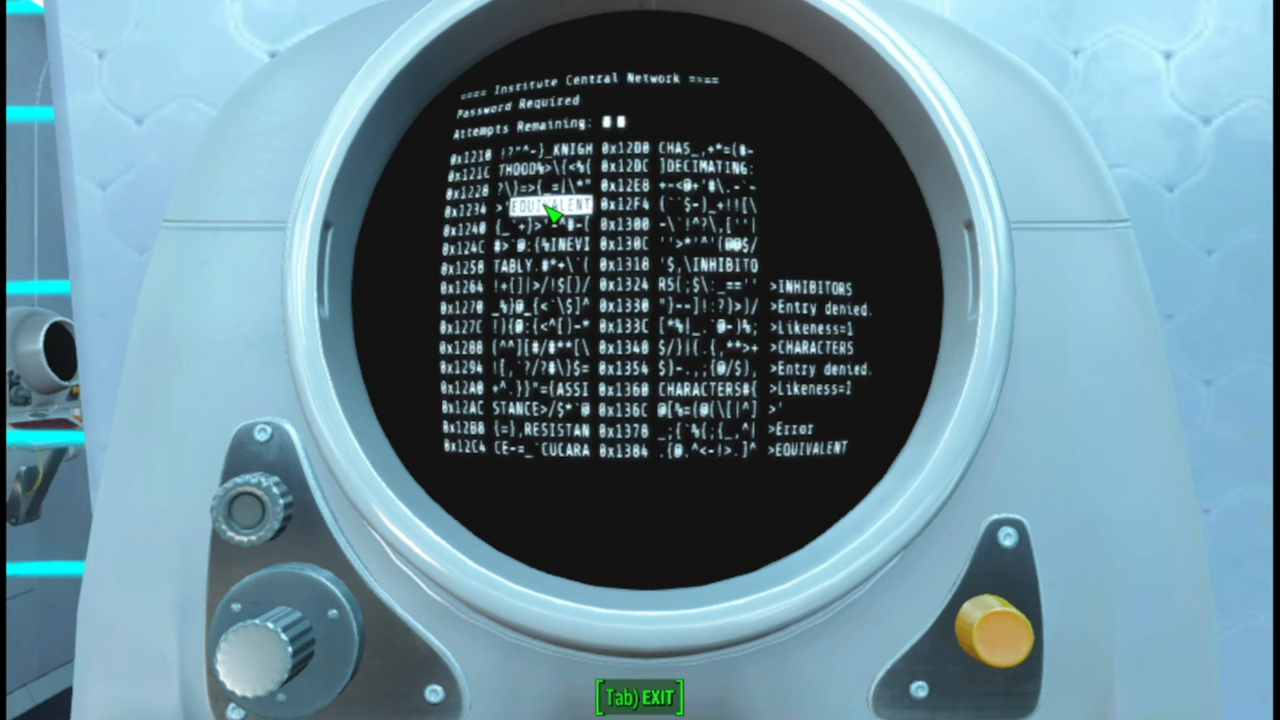 ==== Institute Central Network ====
Password Required
Attempts Remaining: ■ ■
0x1210 !?"^-)_KNIGH 0x12D0 CHAS_,+*=(@-
0x121C THOOD%>\{<%{ 0x12DC ]DECIMATING:
0x1228 ?\}=>{_=|\*" 0x12E8 +-<@+'#\.-`-
0x1234 >'EQUIVALENT 0x12F4 (``$-)_+!![\
0x1240 {_`+)>'-^@-( 0x1300 -\`!^?\,['`|
0x124C #>`@:{%INEVI 0x130C '`>*'^'(@@$/
0x1258 TABLY.#*+\`( 0x1318 '$,\INHIBITO
0x1264 !+{]|>/!$[]/ 0x1324 RS(;$\:_==''
0x1270 _%}@_{<`\$]^ 0x1330 ")--]|:?)>)/
0x127C !){@:{<^[)-* 0x133C [*%|_.`@-)%;
0x1288 (^^][#/#**[\ 0x1348 $/)|(.{,**>+
0x1294 ![,`?/?#\)$= 0x1354 $)-.,;{@/$),
0x12A0 +^.}}"={ASSI 0x1360 CHARACTERS#{
0x12AC STANCE>/$*`@ 0x136C @[%=(@(\[|^]
0x12B8 {=},RESISTAN 0x1378 _;{`%(;{_,^|
0x12C4 CE-=_`CUCARA 0x1384 .{@.^<-!>.]^
>INHIBITORS
>Entry denied.
>Likeness=1
>CHARACTERS
>Entry denied.
>Likeness=1
>'
>Error
>EQUIVALENT
[Tab) EXIT]